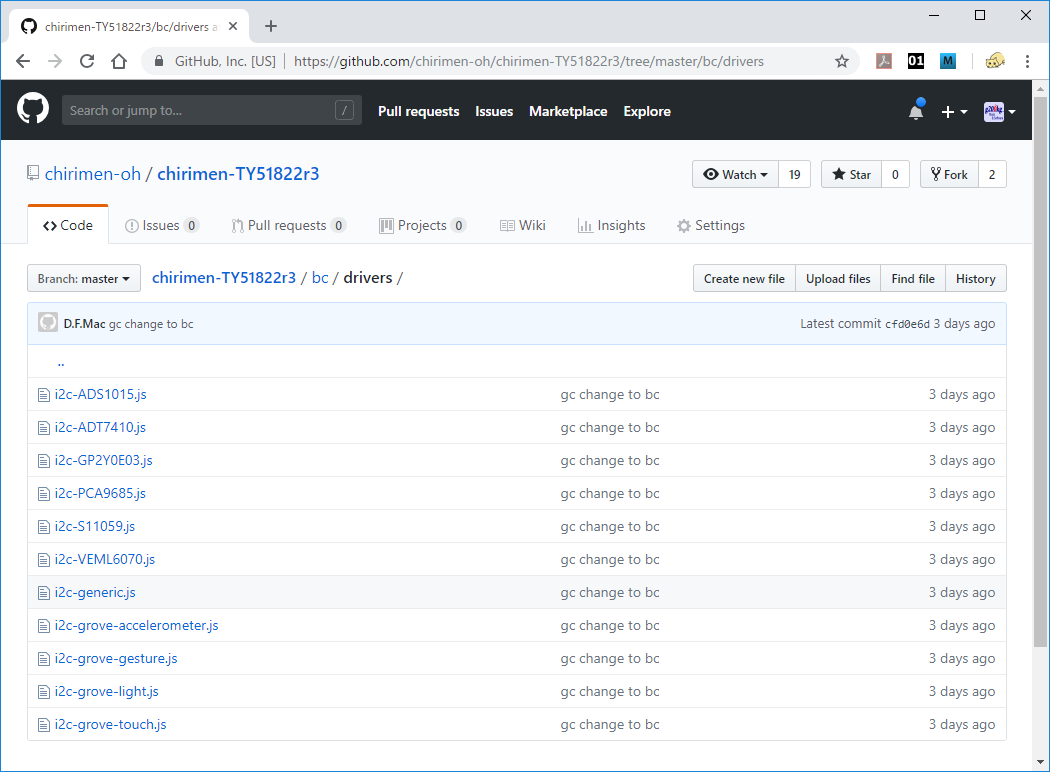 chirimen-TY51822r3/bc/drivers a
GitHub, Inc. [US] https://github.com/chirimen-oh/chirimen-TY51822r3/tree/master/bc/drivers 01 M
Search or jump to... / Pull requests Issues Marketplace Explore
chirimen-oh / chirimen-TY51822r3 Watch 19 Star 0 Fork 2
Code Issues 0 Pull requests 0 Projects 0 Wiki Insights Settings
Branch: master chirimen-TY51822r3 / bc / drivers / Create new file Upload files Find file History
D.F.Mac gc change to bc Latest commit cfd0e6d 3 days ago
..
i2c-ADS1015.js gc change to bc 3 days ago
i2c-ADT7410.js gc change to bc 3 days ago
i2c-GP2Y0E03.js gc change to bc 3 days ago
i2c-PCA9685.js gc change to bc 3 days ago
i2c-S11059.js gc change to bc 3 days ago
i2c-VEML6070.js gc change to bc 3 days ago
i2c-generic.js gc change to bc 3 days ago
i2c-grove-accelerometer.js gc change to bc 3 days ago
i2c-grove-gesture.js gc change to bc 3 days ago
i2c-grove-light.js gc change to bc 3 days ago
i2c-grove-touch.js gc change to bc 3 days ago